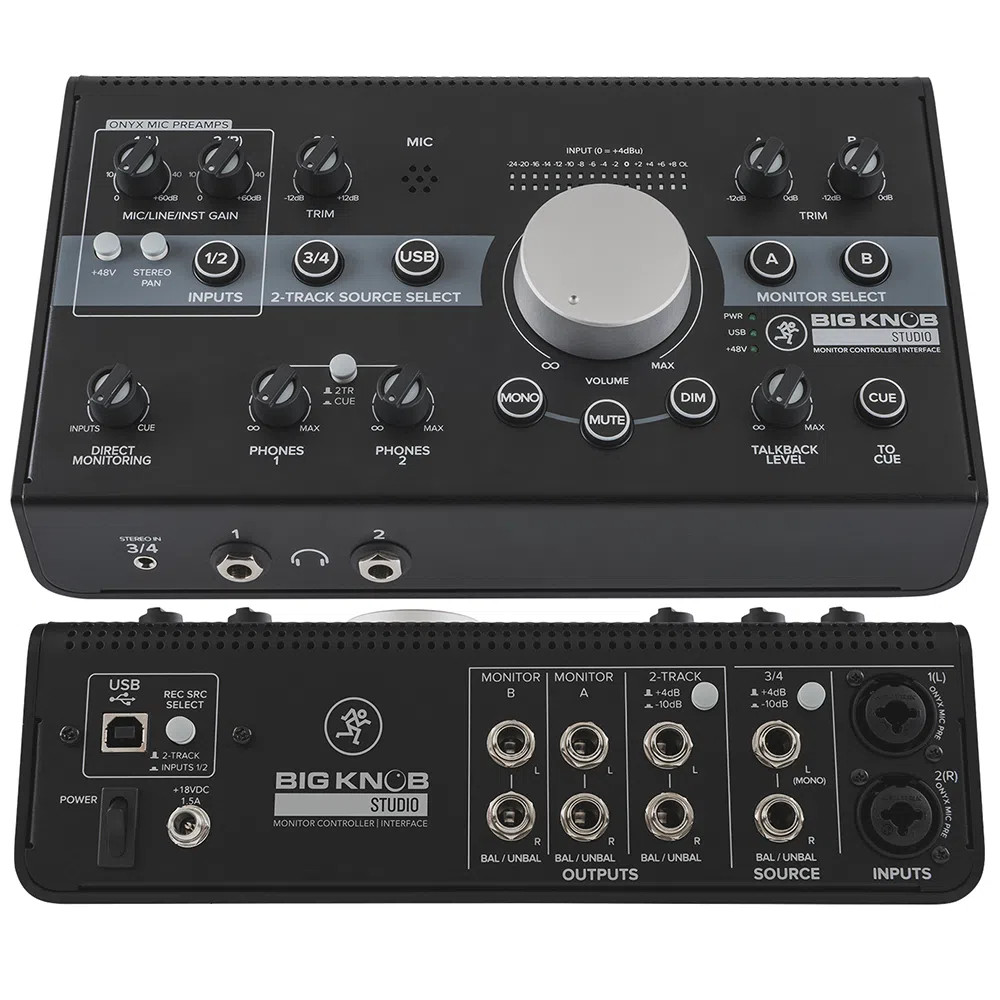 ONYX MIC PREAMPS
MIC
INPUT (0 = +4dBu)
-24 -20 -16 -14 -12 -10 -8 -6 -4 -2 0 +2 +4 +6 +8 OL
10 40 10 40
0 +60dB 0 +60dB -12dB +12dB -12dB 0dB -12dB 0dB
MIC/LINE/INST GAIN
TRIM
TRIM
1/2
3/4
USB
A
B
+48V
STEREO
PAN
INPUTS
2-TRACK SOURCE SELECT
MONITOR SELECT
PWR
USB
+48V
BIG KNOB
STUDIO
MONITOR CONTROLLER | INTERFACE
∞ MAX
VOLUME
MONO
MUTE
DIM
CUE
2TR
CUE
INPUTS CUE
∞ MAX
∞ MAX
∞ MAX
DIRECT
MONITORING
PHONES
1
PHONES
2
TALKBACK
LEVEL
TO
CUE
STEREO IN
3/4
1
2
USB
REC SRC
SELECT
2-TRACK
INPUTS 1/2
POWER
+18VDC
1.5A
BIG KNOB
STUDIO
MONITOR CONTROLLER | INTERFACE
MONITOR
B
MONITOR
A
2-TRACK
+4dB
-10dB
3/4
+4dB
-10dB
L
L
L
L
(MONO)
R
R
R
R
BAL / UNBAL
BAL / UNBAL
BAL / UNBAL
BAL / UNBAL
OUTPUTS
SOURCE
1(L)
ONYX MIC PRE
2(R)
ONYX MIC PRE
INPUTS